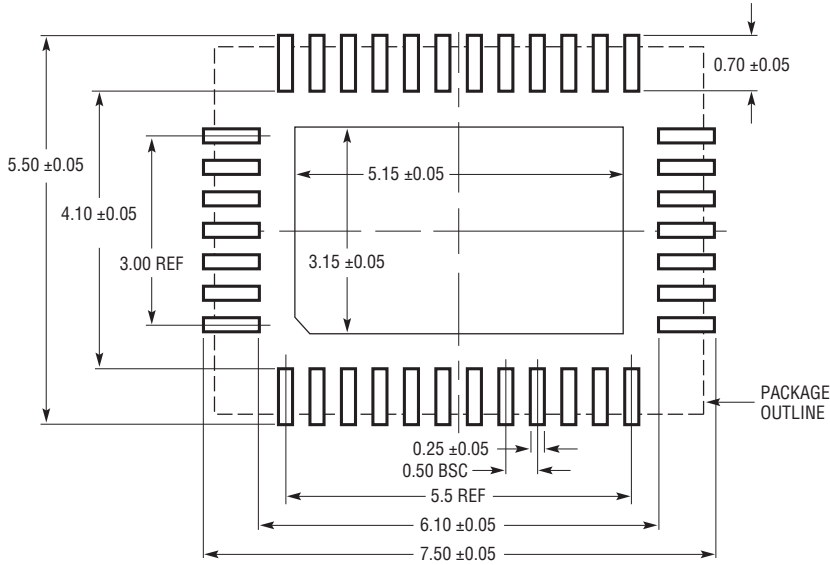 0.70 ±0.05
5.15 ±0.05
5.50 ±0.05
4.10 ±0.05
3.00 REF
3.15 ±0.05
PACKAGE
OUTLINE
0.25 ±0.05
0.50 BSC
5.5 REF
6.10 ±0.05
7.50 ±0.05